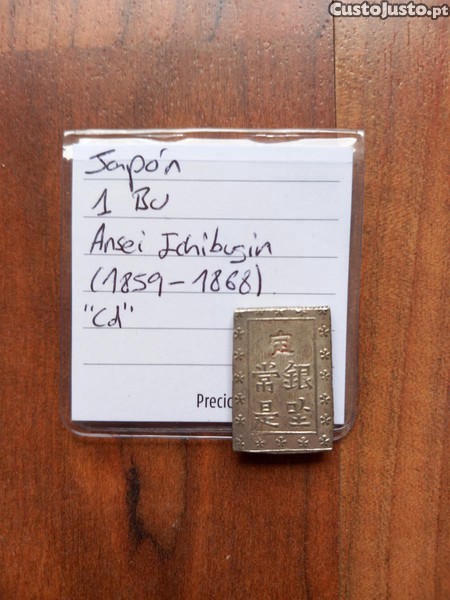 CustoJusto.pt
Japón
1 Bu
Ansei Ichibugin
(1859-1868)
"Cd"
Precio
定
銀座
常是